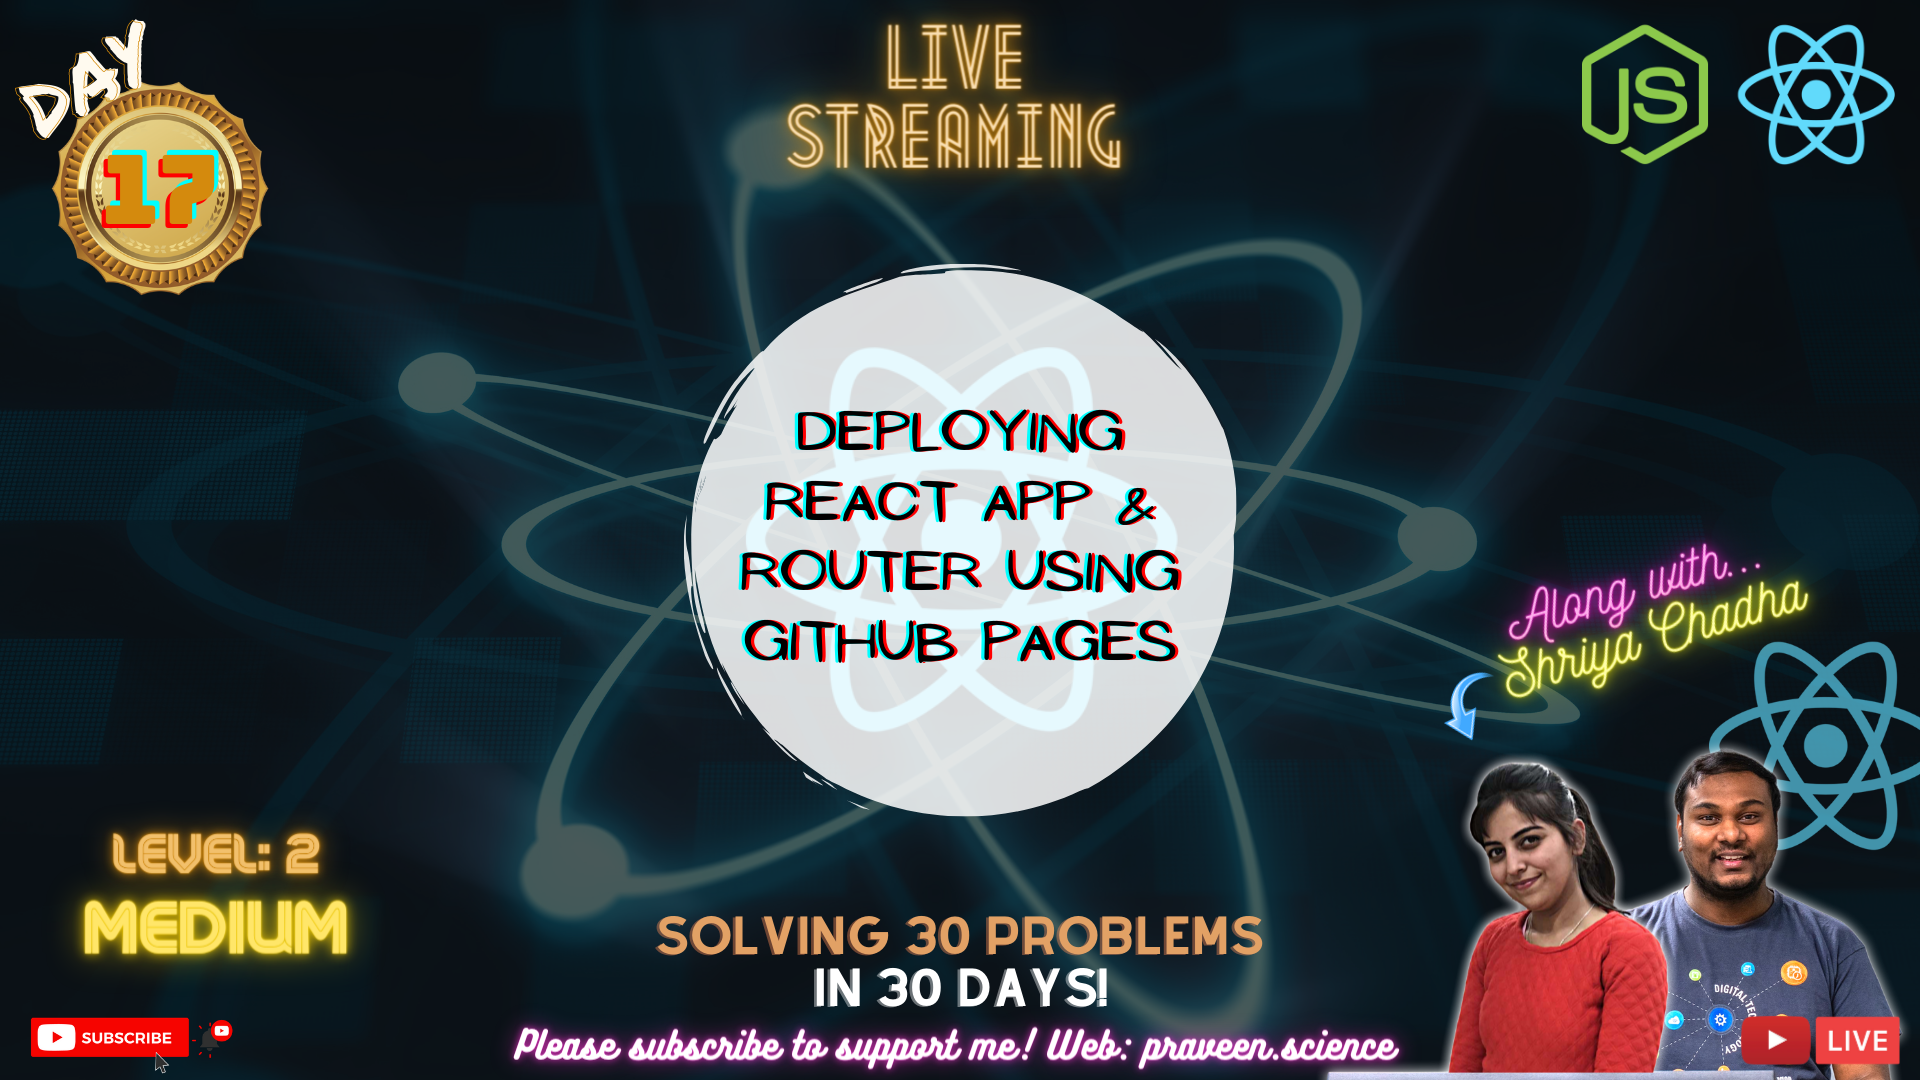 DAY
17
LIVE
STREAMING
JS
DEPLOYING
REACT APP &
ROUTER USING
GITHUB PAGES
Along with...
Shriya Chadha
LEVEL: 2
MEDIUM
SOLVING 30 PROBLEMS
IN 30 DAYS!
Please subscribe to support me! Web: praveen.science
SUBSCRIBE
DIGITAL
LIVE